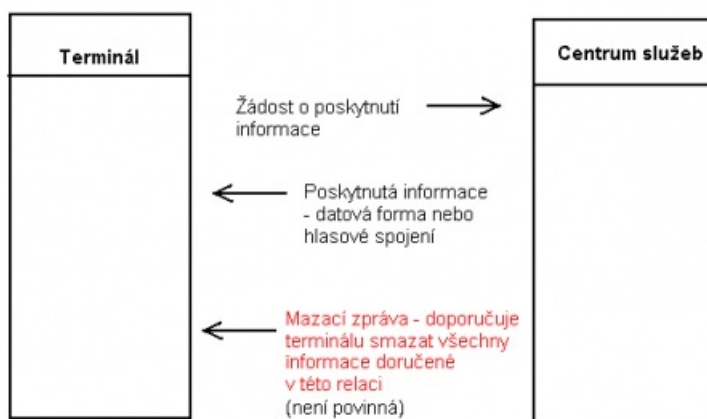 Terminál
Centrum služeb
Žádost o poskytnutí
informace
Poskytnutá informace
- datová forma nebo
hlasové spojení
Mazací zpráva - doporučuje
terminálu smazat všechny
informace doručené
v této relaci
(není povinná)